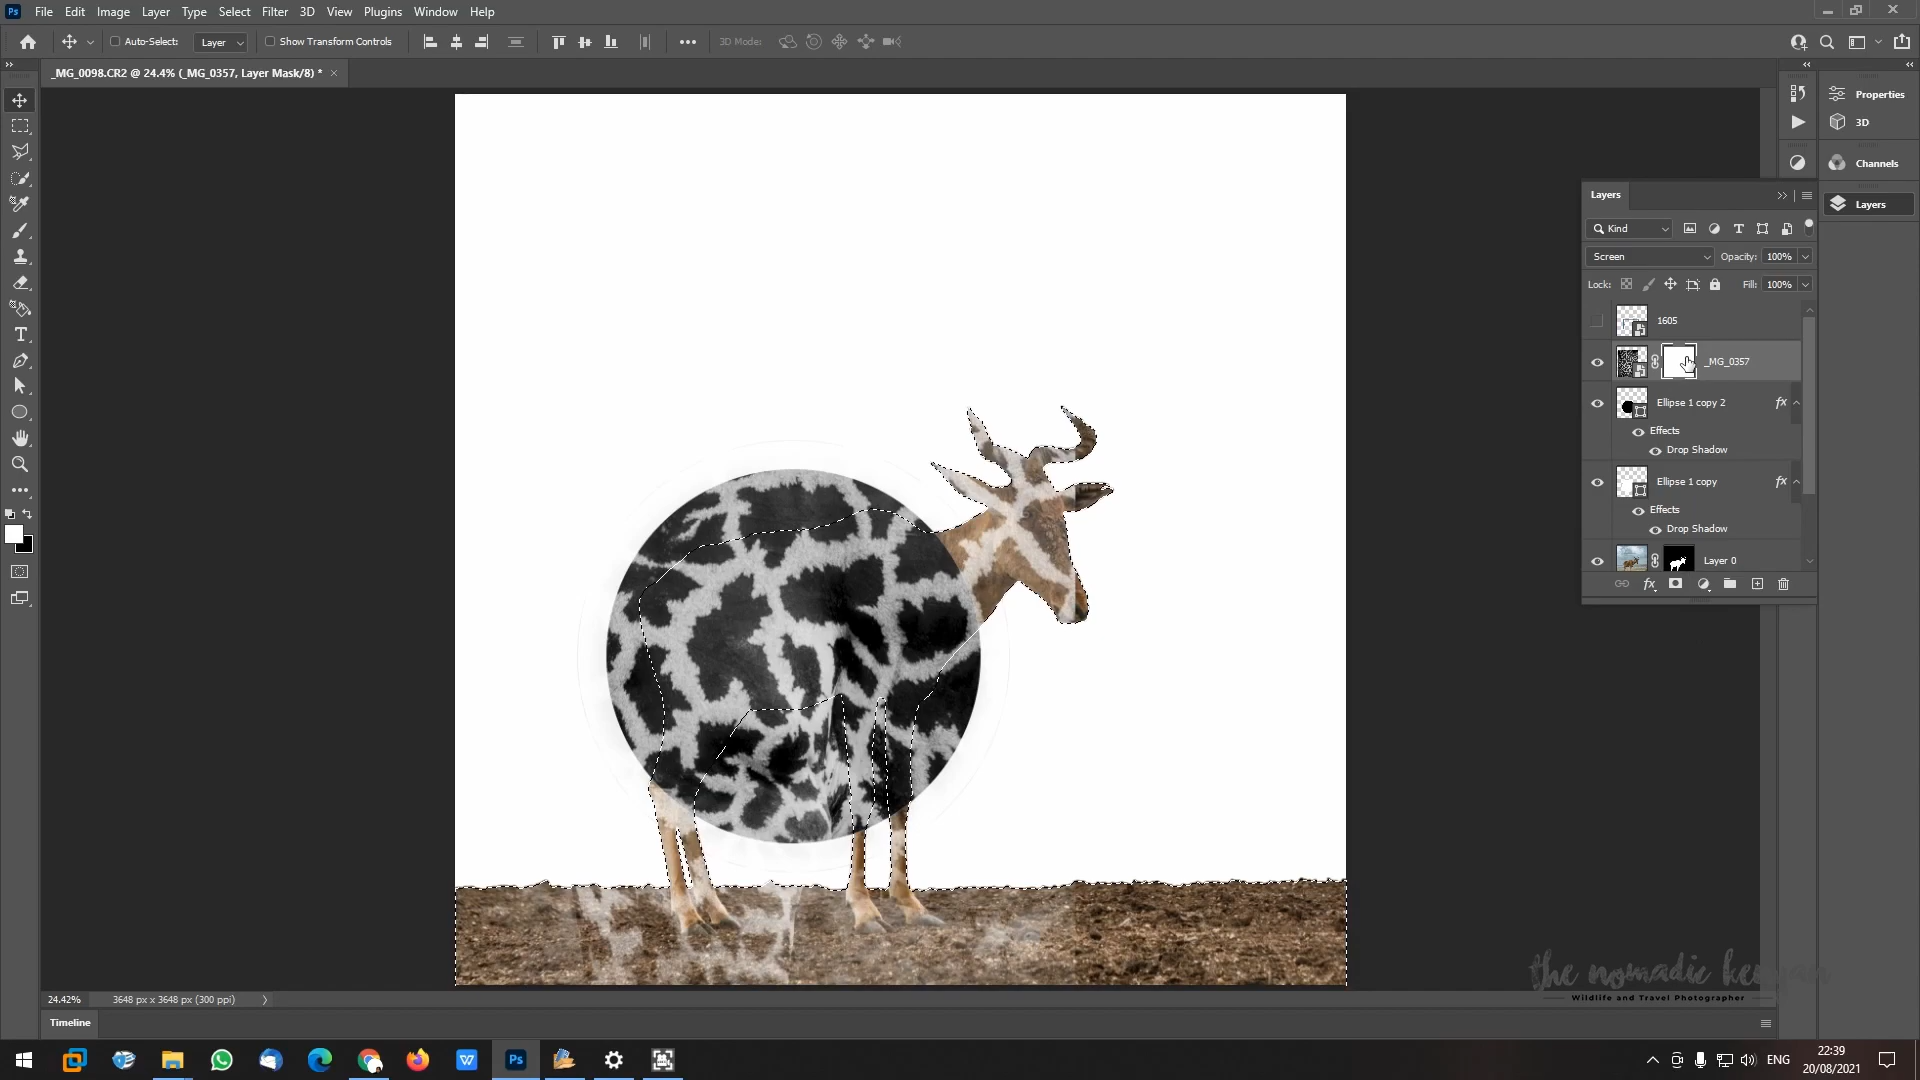 Ps File Edit Image Layer Type Select Filter 3D View Plugins Window Help
Auto-Select: Layer Show Transform Controls 3D Mode:
_MG_0098.CR2 @ 24.4% (_MG_0357, Layer Mask/8) *
Properties
3D
Channels
Layers
Layers
Kind
Screen Opacity: 100%
Lock: Fill: 100%
1605
_MG_0357
Ellipse 1 copy 2 fx
Effects
Drop Shadow
Ellipse 1 copy fx
Effects
Drop Shadow
Layer 0
fx
the nomadic kenyan
Wildlife and Travel Photographer
24.42% 3648 px x 3648 px (300 ppi)
Timeline
W Ps ENG 22:39
20/08/2021